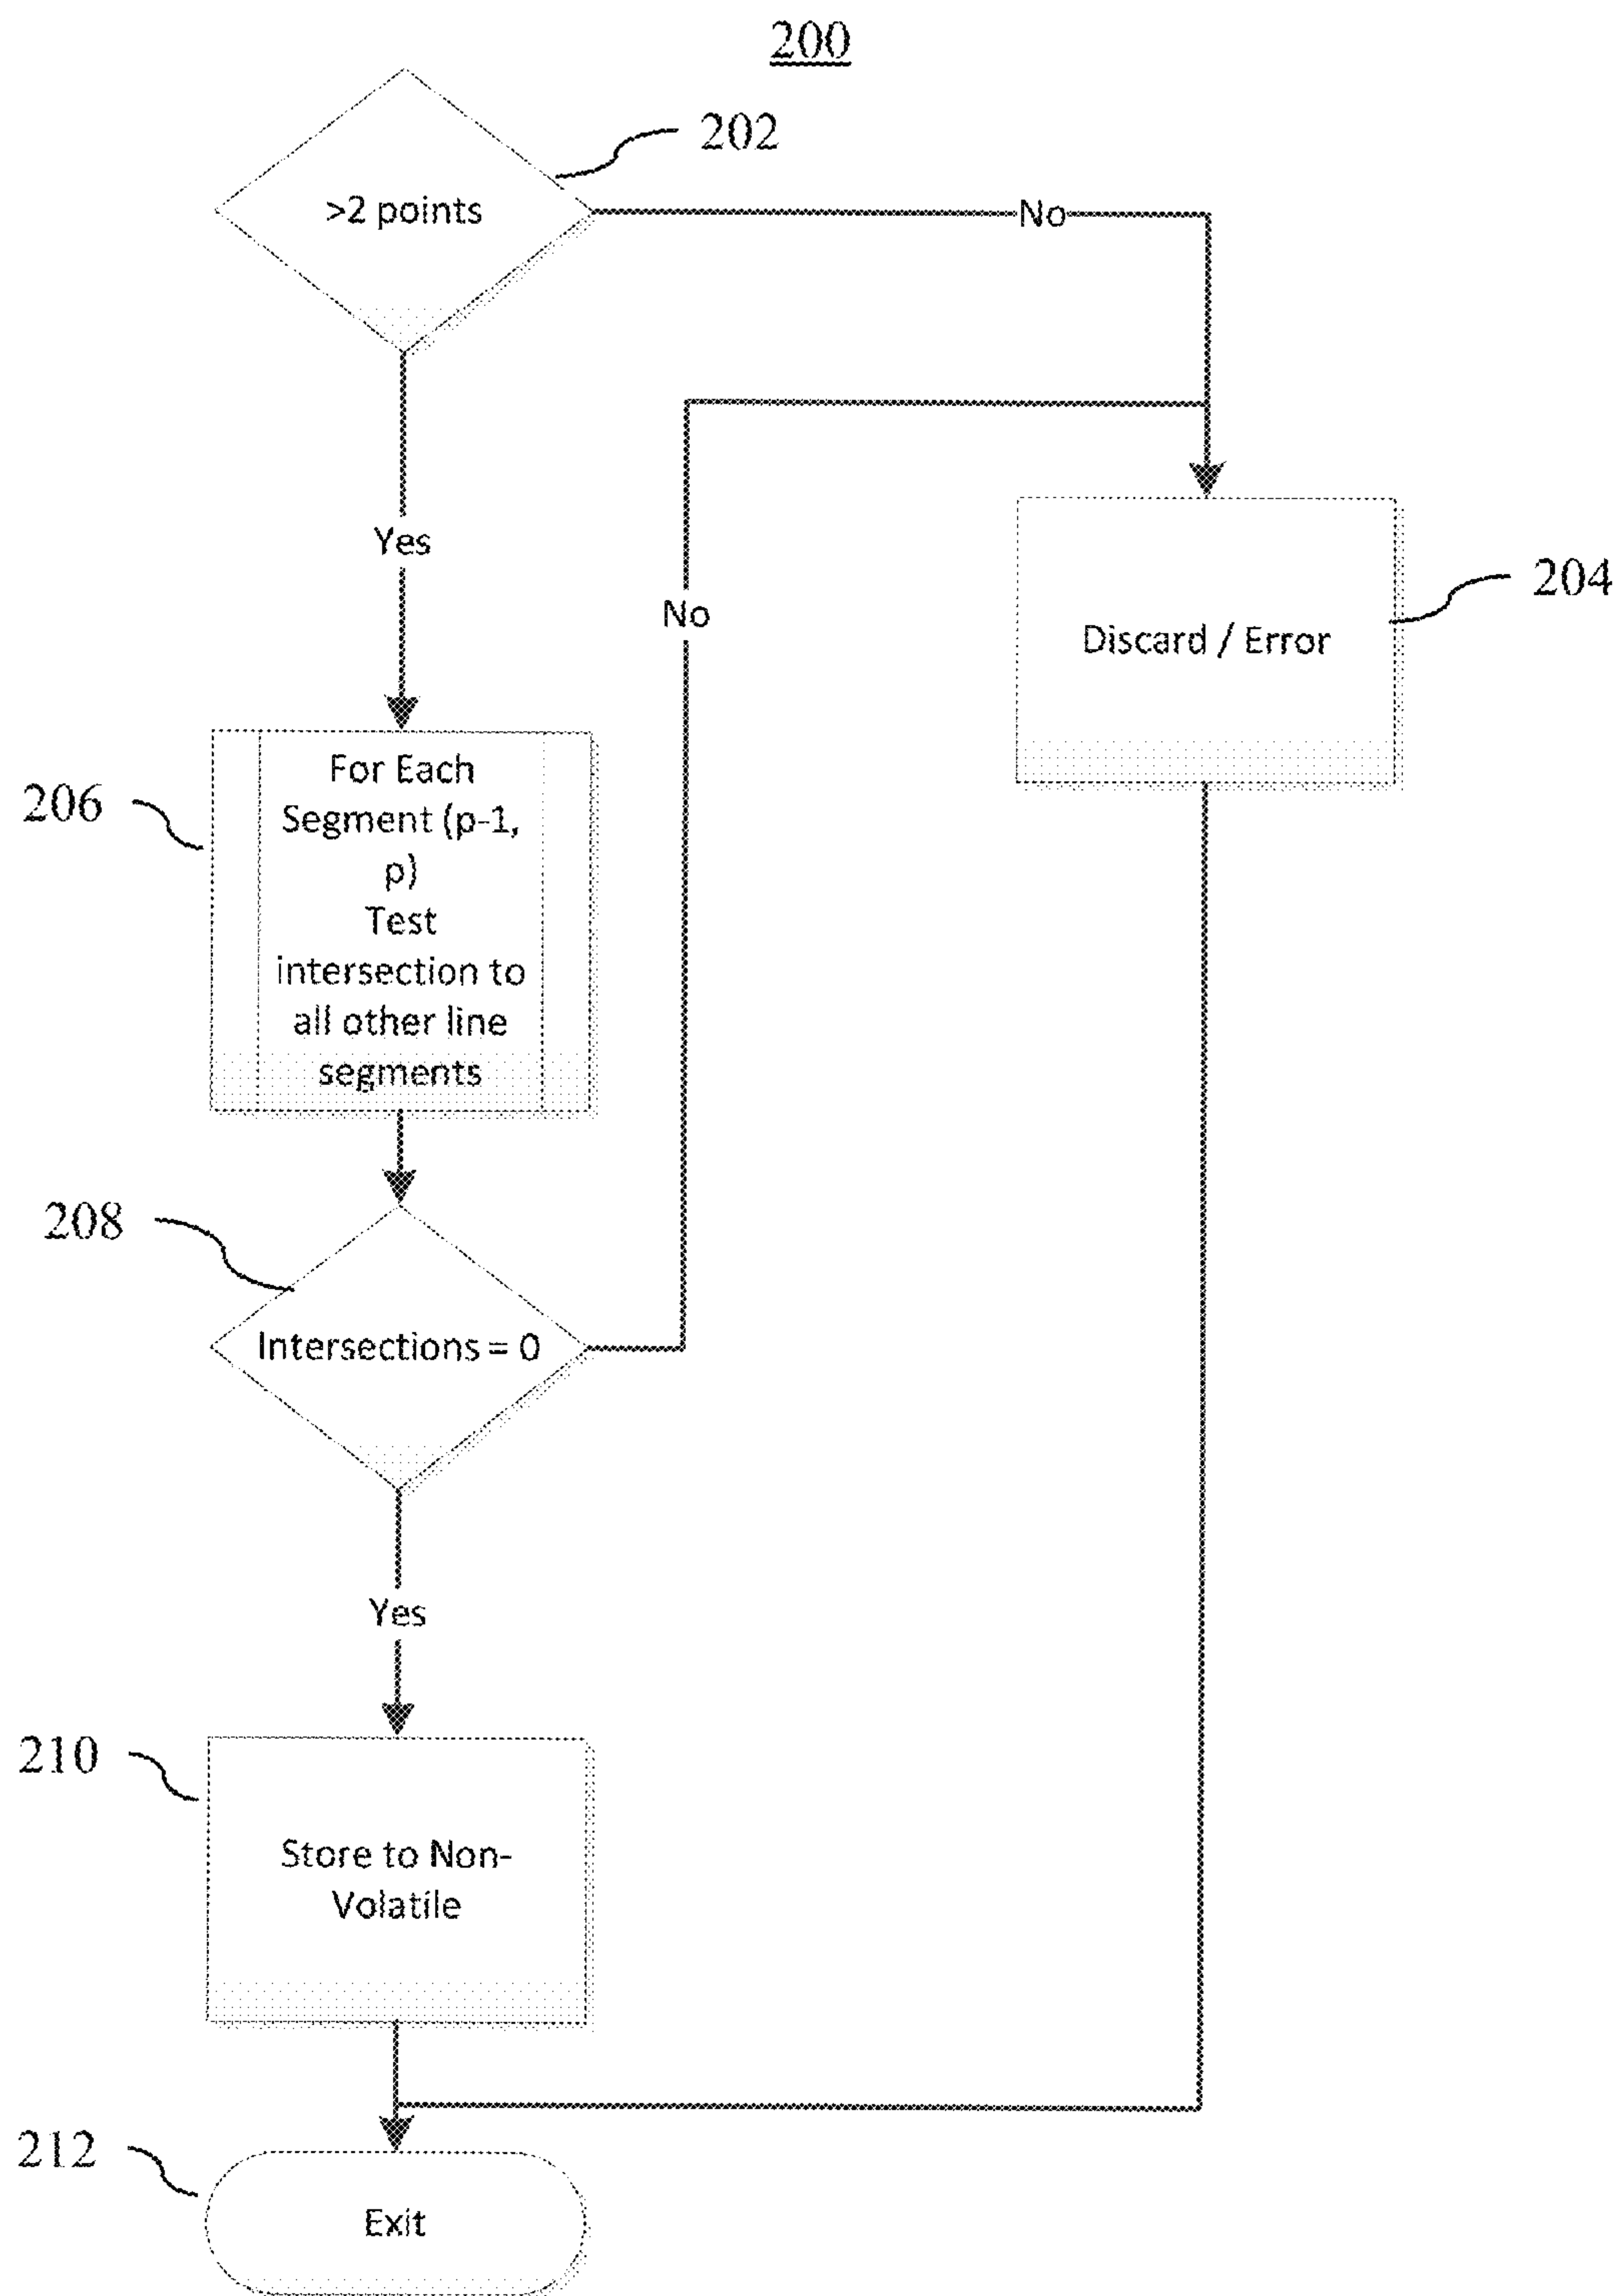 200
202
>2 points
No
Yes
No
204
Discard / Error
206
For Each
Segment (p-1,
p)
Test
intersection to
all other line
segments
208
Intersections = 0
Yes
210
Store to Non-
Volatile
212
Exit